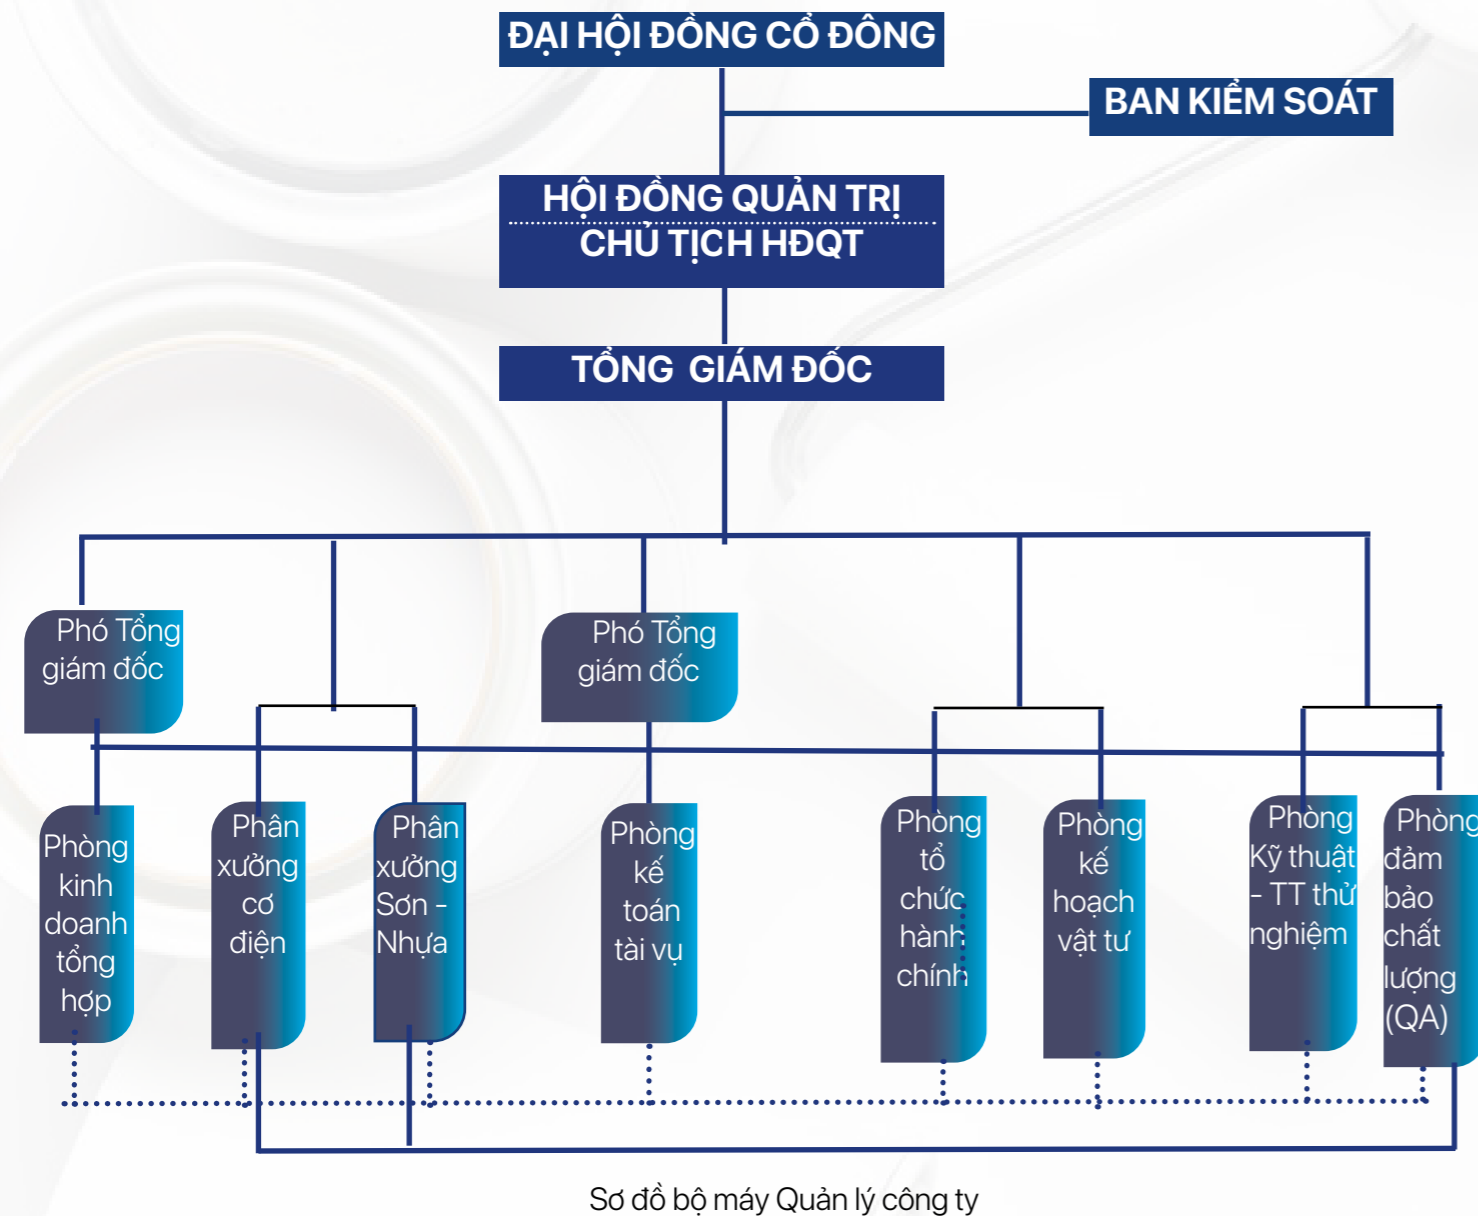 ĐẠI HỘI ĐỒNG CỔ ĐÔNG
BAN KIỂM SOÁT
HỘI ĐỒNG QUẢN TRỊ
CHỦ TỊCH HĐQT
TỔNG GIÁM ĐỐC
Phó Tổng
giám đốc
Phó Tổng
giám đốc
Phòng
kinh
doanh
tổng
hợp
Phân
xưởng
cơ
điện
Phân
xưởng
Sơn -
Nhựa
Phòng
kế
toán
tài vụ
Phòng
tổ
chức
hành
chính
Phòng
kế
hoạch
vật tư
Phòng
Kỹ thuật
- TT thử
nghiệm
Phòng
đảm
bảo
chất
lượng
(QA)
Sơ đồ bộ máy Quản lý công ty